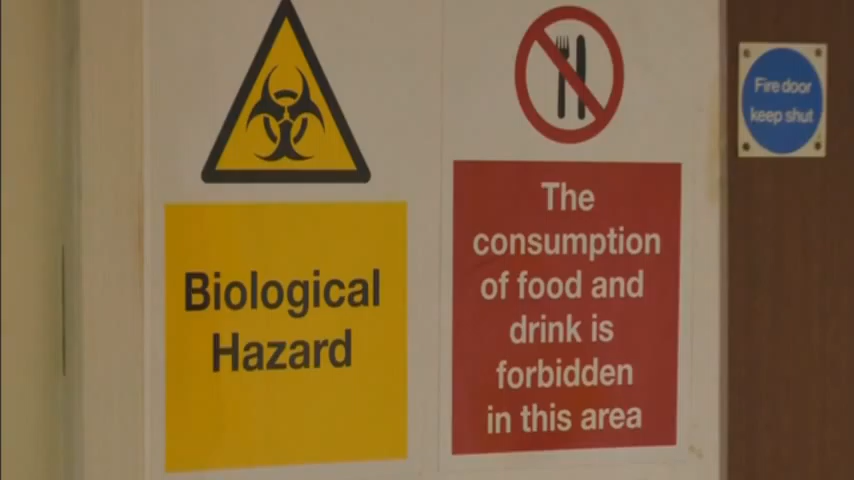 Biological
Hazard
The
consumption
of food and
drink is
forbidden
in this area
Fire door
keep shut